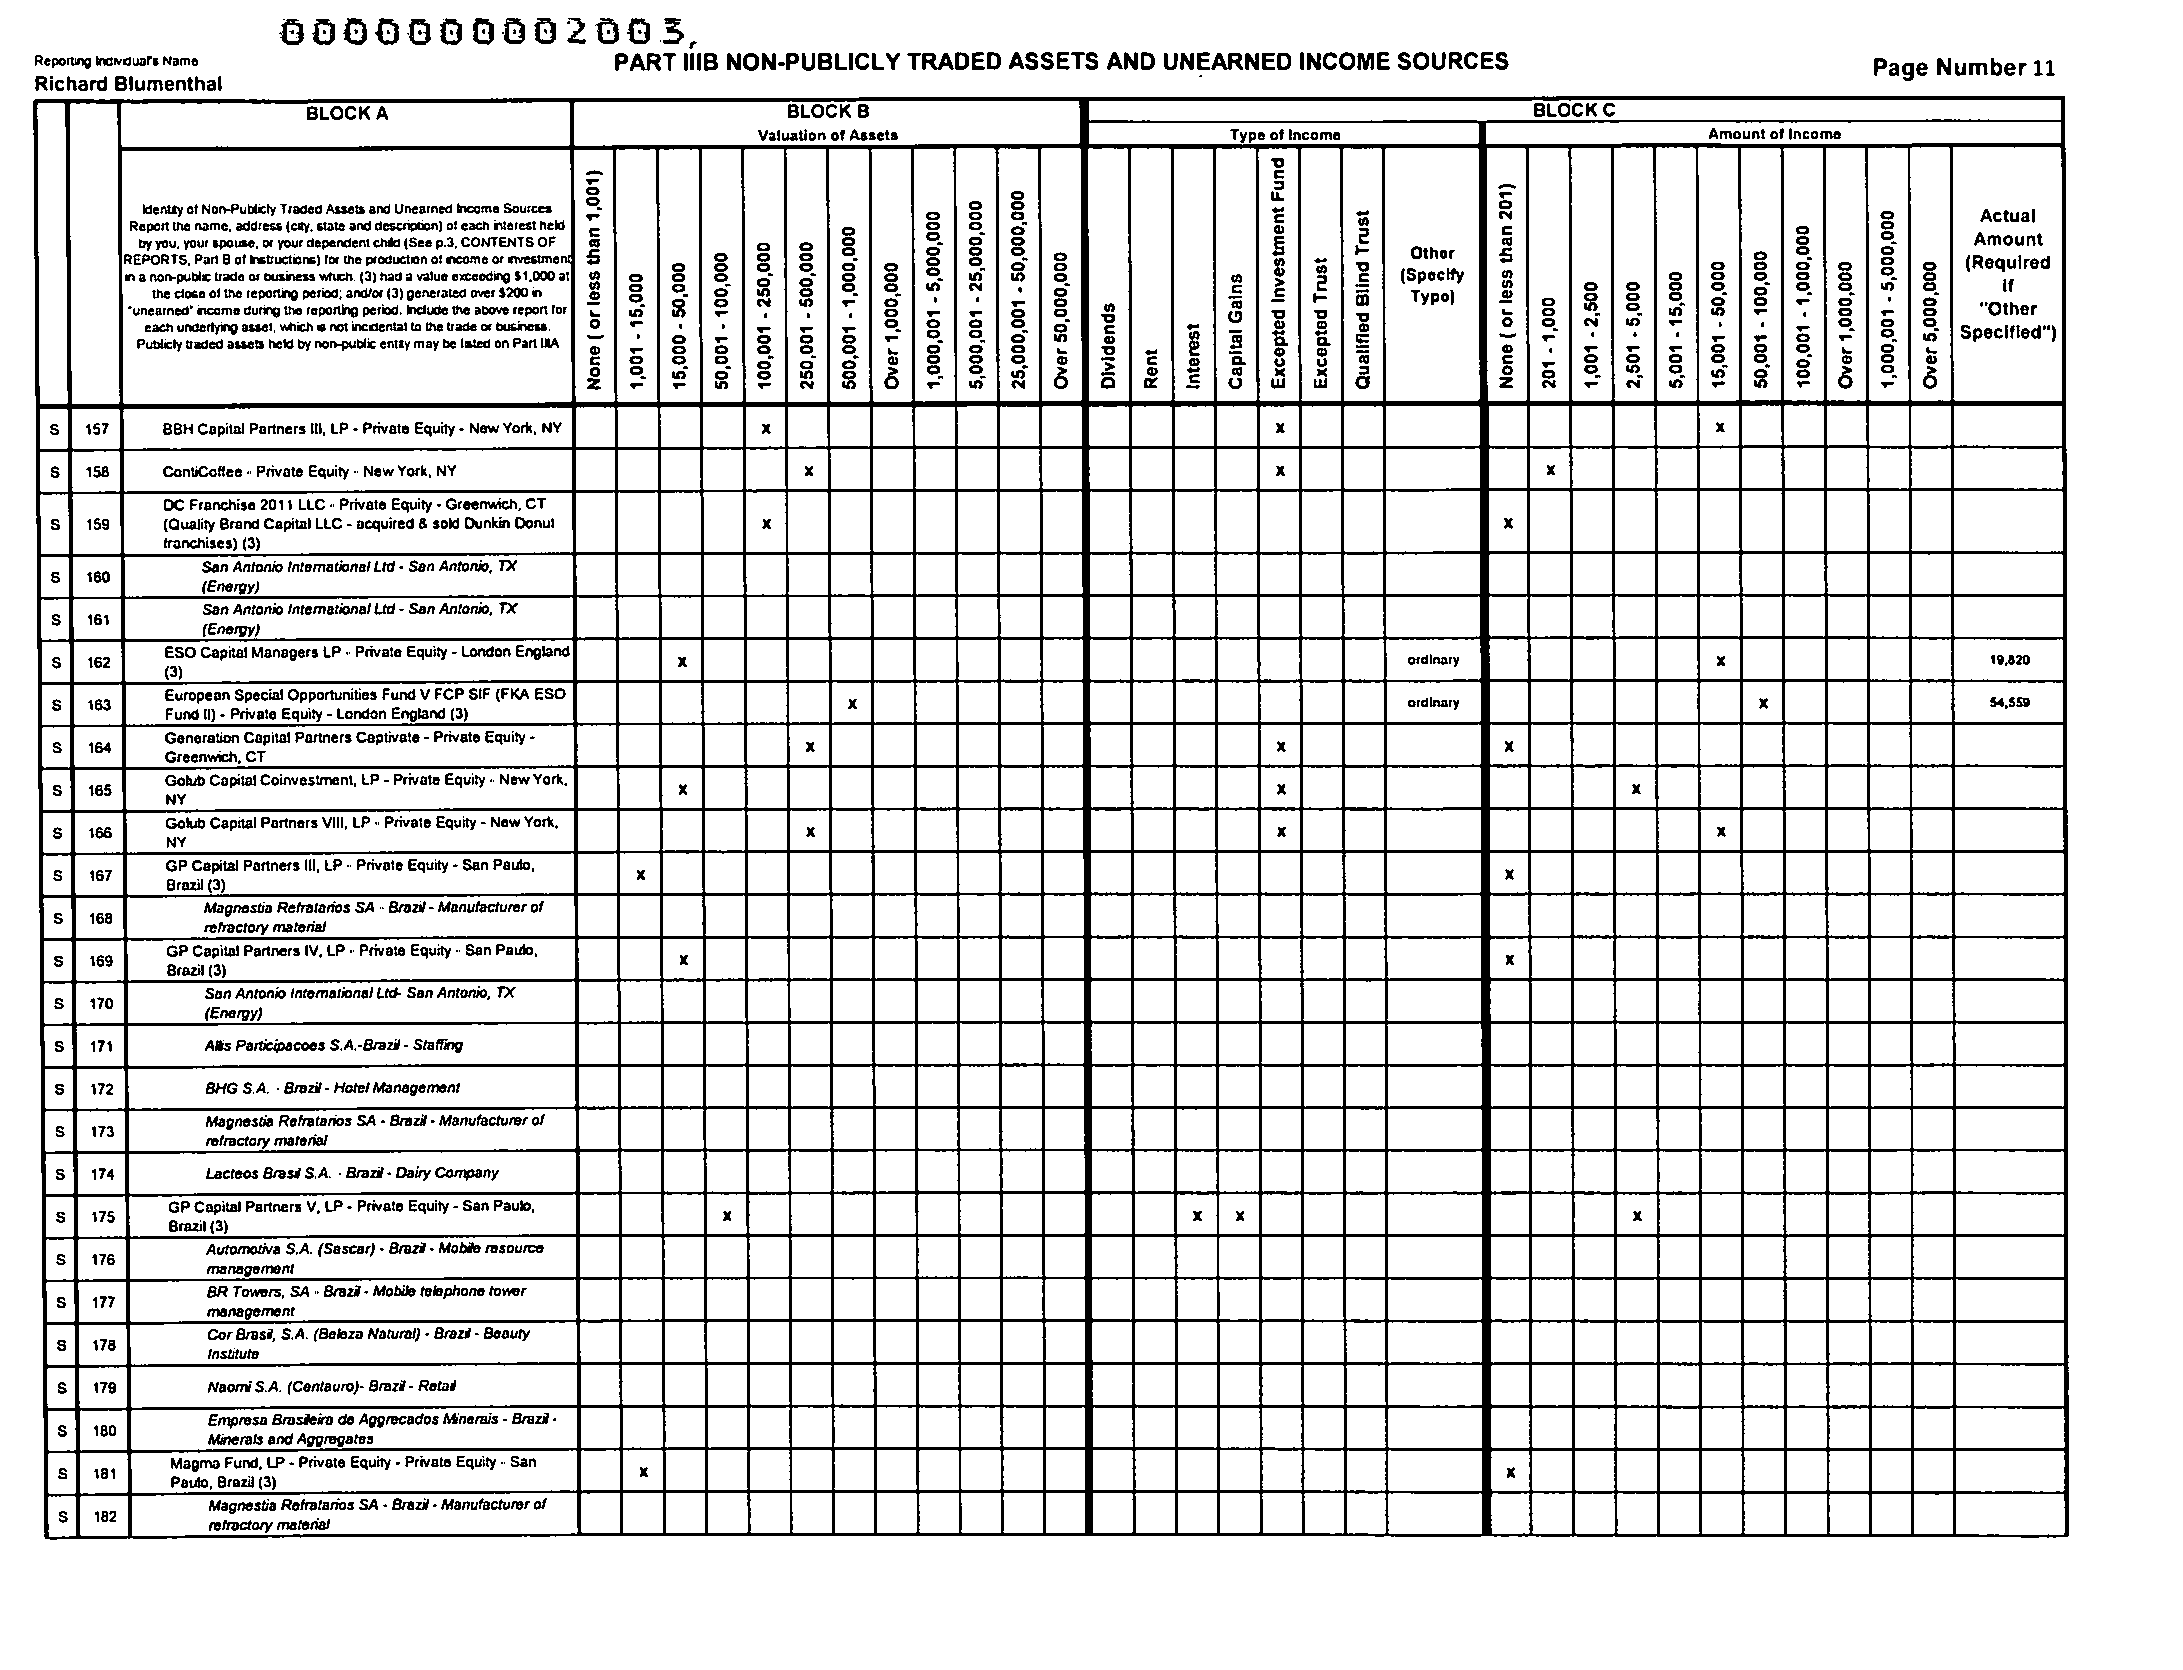 000000000002003,
Reporting Individual's Name
Richard Blumenthal
PART IIIB NON-PUBLICLY TRADED ASSETS AND UNEARNED INCOME SOURCES
Page Number 11
BLOCK A
BLOCK B
BLOCK C
Valuation of Assets
Type of Income
Amount of Income
Identity of Non-Publicly Traded Assets and Unearned Income Sources
Report the name, address (city, state and description) of each interest held
by you, your spouse, or your dependent child (See p.3, CONTENTS OF
REPORTS, Part B of Instructions) for the production of income or investment
in a non-public trade or business which. (3) had a value exceeding $1,000 at
the close of the reporting period; and/or (3) generated over $200 in
"unearned" income during the reporting period. Include the above report for
each underlying asset, which is not incidental to the trade or business.
Publicly traded assets held by non-public entity may be listed on Part IIIA
None ( or less than 1,001)
1,001 - 15,000
15,000 - 50,000
50,001 - 100,000
100,001 - 250,000
250,001 - 500,000
500,001 - 1,000,000
Over 1,000,000
1,000,001 - 5,000,000
5,000,001 - 25,000,000
25,000,001 - 50,000,000
Over 50,000,000
Dividends
Rent
Interest
Capital Gains
Excepted Investment Fund
Excepted Trust
Qualified Blind Trust
Other
(Specify
Type)
None ( or less than 201)
201 - 1,000
1,001 - 2,500
2,501 - 5,000
5,001 - 15,000
15,001 - 50,000
50,001 - 100,000
100,001 - 1,000,000
Over 1,000,000
1,000,001 - 5,000,000
Over 5,000,000
Actual
Amount
(Required
if
"Other
Specified")
S 157 BBH Capital Partners III, LP - Private Equity - New York, NY x x x
S 158 ContiCoffee - Private Equity - New York, NY x x x
DC Franchise 2011 LLC - Private Equity - Greenwich, CT
S 159 (Quality Brand Capital LLC - acquired & sold Dunkin Donut x x
franchises) (3)
S 160 San Antonio International Ltd - San Antonio, TX
(Energy)
S 161 San Antonio International Ltd - San Antonio, TX
(Energy)
S 162 ESO Capital Managers LP - Private Equity - London England x ordinary x 19,820
(3)
S 163 European Special Opportunities Fund V FCP SIF (FKA ESO x ordinary x 54,559
Fund II) - Private Equity - London England (3)
S 164 Generation Capital Partners Captivate - Private Equity - x x x
Greenwich, CT
S 165 Golub Capital Coinvestment, LP - Private Equity - New York, x x x
NY
S 166 Golub Capital Partners VIII, LP - Private Equity - New York, x x x
NY
S 167 GP Capital Partners III, LP - Private Equity - San Paulo, x x
Brazil (3)
S 168 Magnestia Refratarios SA - Brazil - Manufacturer of
refractory material
S 169 GP Capital Partners IV, LP - Private Equity - San Paulo, x x
Brazil (3)
S 170 San Antonio International Ltd- San Antonio, TX
(Energy)
S 171 Allis Participacoes S.A.-Brazil - Staffing
S 172 BHG S.A. - Brazil - Hotel Management
S 173 Magnestia Refratarios SA - Brazil - Manufacturer of
refractory material
S 174 Lacteos Brasil S.A. - Brazil - Dairy Company
S 175 GP Capital Partners V, LP - Private Equity - San Paulo, x x x x
Brazil (3)
S 176 Automotiva S.A. (Sascar) - Brazil - Mobile resource
management
S 177 BR Towers, SA - Brazil - Mobile telephone tower
management
S 178 Cor Brasil, S.A. (Beleza Natural) - Brazil - Beauty
Institute
S 179 Naomi S.A. (Centauro)- Brazil - Retail
S 180 Empresa Brasileira de Aggrecados Minerais - Brazil -
Minerals and Aggregates
S 181 Magma Fund, LP - Private Equity - Private Equity - San x x
Paulo, Brazil (3)
S 182 Magnestia Refratarios SA - Brazil - Manufacturer of
refractory material